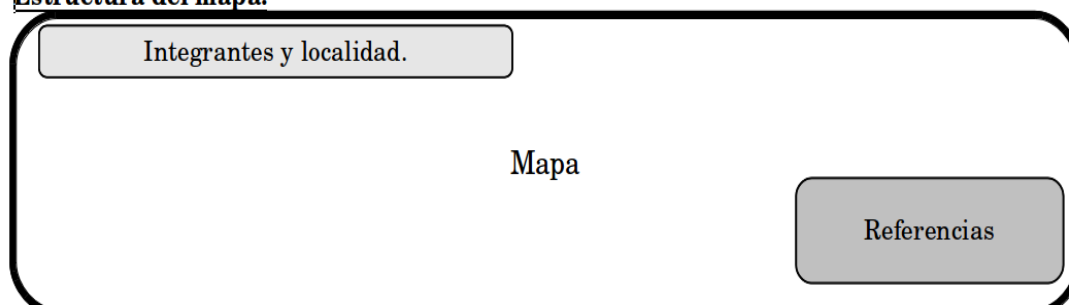 Estructura del mapa:
Integrantes y localidad.
Mapa
Referencias